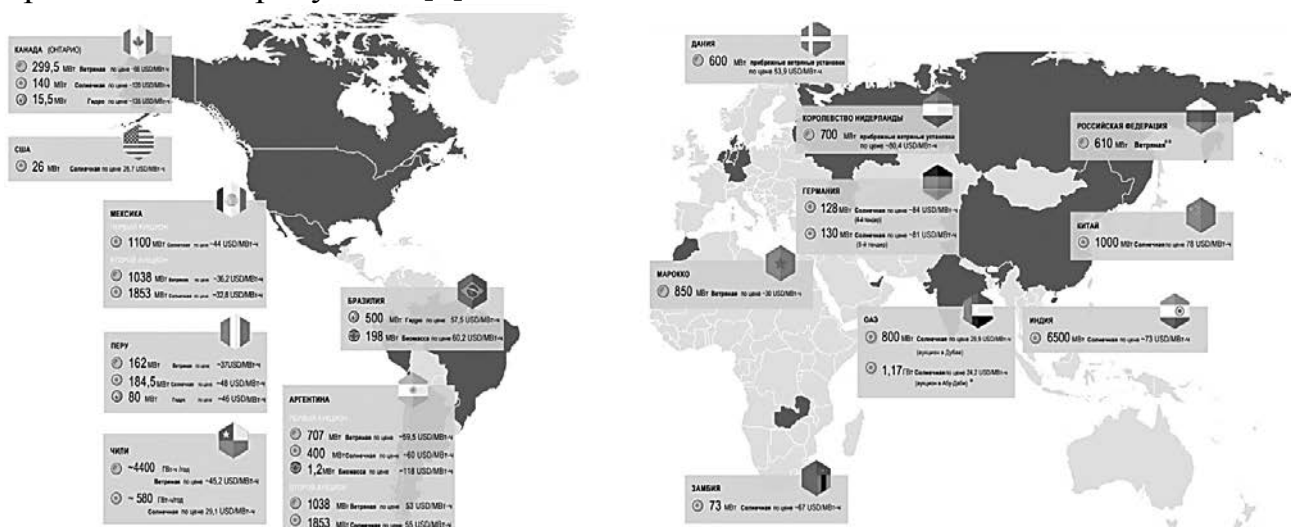 КАНАДА (ОНТАРИО)
299,5 МВт Ветряная по цене ~66 USD/МВт-ч
140 МВт Солнечная по цене ~120 USD/МВт-ч
15,5 МВт Гидро по цене ~135 USD/МВт-ч
США
26 МВт Солнечная по цене 26,7 USD/МВт-ч
МЕКСИКА
ПЕРВЫЙ АУКЦИОН
1100 МВт Солнечная по цене ~44 USD/МВт-ч
ВТОРОЙ АУКЦИОН
1038 МВт Ветряная по цене ~36,2 USD/МВт-ч
1853 МВт Солнечная по цене ~32,8 USD/МВт-ч
ПЕРУ
162 МВт Ветряная по цене ~37USD/МВт-ч
184,5 МВт Солнечная по цене ~48 USD/МВт-ч
80 МВт Гидро цене ~46 USD/МВт-ч
ЧИЛИ
~4400 ГВт-ч /год
Ветряная по цене ~45,2 USD/МВт-ч
~ 580 ГВт-ч/год
Солнечная по цене 29,1 USD/МВт-ч
БРАЗИЛИЯ
500 МВт Гидро по цене 57,5 USD/МВт-ч
198 МВт Биомасса по цене 60,2 USD/МВт-ч
АРГЕНТИНА
ПЕРВЫЙ АУКЦИОН
707 МВт Ветряная по цене ~59,5 USD/МВт-ч
400 МВт Солнечная по цене ~60 USD/МВт-ч
1,2 МВт Биомасса по цене ~118 USD/МВт-ч
ВТОРОЙ АУКЦИОН
1038 МВт Ветряная по цене 53 USD/МВт-ч
1853 МВт Солнечная по цене 55 USD/МВт-ч
ДАНИЯ
600 МВт прибрежные ветряные установки
по цене 53,9 USD/МВт-ч
КОРОЛЕВСТВО НИДЕРЛАНДЫ
700 МВт прибрежные ветряные установки
по цене ~80,4 USD/МВт-ч
РОССИЙСКАЯ ФЕДЕРАЦИЯ
610 МВт Ветряная
ГЕРМАНИЯ
128 МВт Солнечная по цене ~84 USD/МВт-ч
(4-й тендер)
130 МВт Солнечная по цене ~81 USD/МВт-ч
(5-й тендер)
КИТАЙ
1000 МВт Солнечная по цене 78 USD/МВт-ч
МАРОККО
850 МВт Ветряная по цене ~30 USD/МВт-ч
ОАЭ
800 МВт Солнечная по цене 29,9 USD/МВт-ч
(аукцион в Дубае)
1,17 ГВт Солнечная по цене 24,2 USD/МВт-ч
(аукцион в Абу-Даби) *
ИНДИЯ
6500 МВт Солнечная по цене ~73 USD/МВт-ч
ЗАМБИЯ
73 МВт Солнечная по цене ~67 USD/МВт-ч